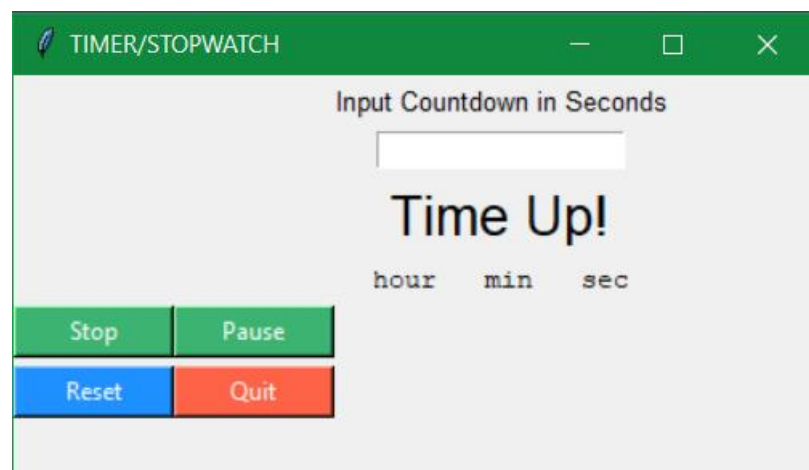 TIMER/STOPWATCH
Input Countdown in Seconds
Time Up!
hour min sec
Stop Pause
Reset Quit